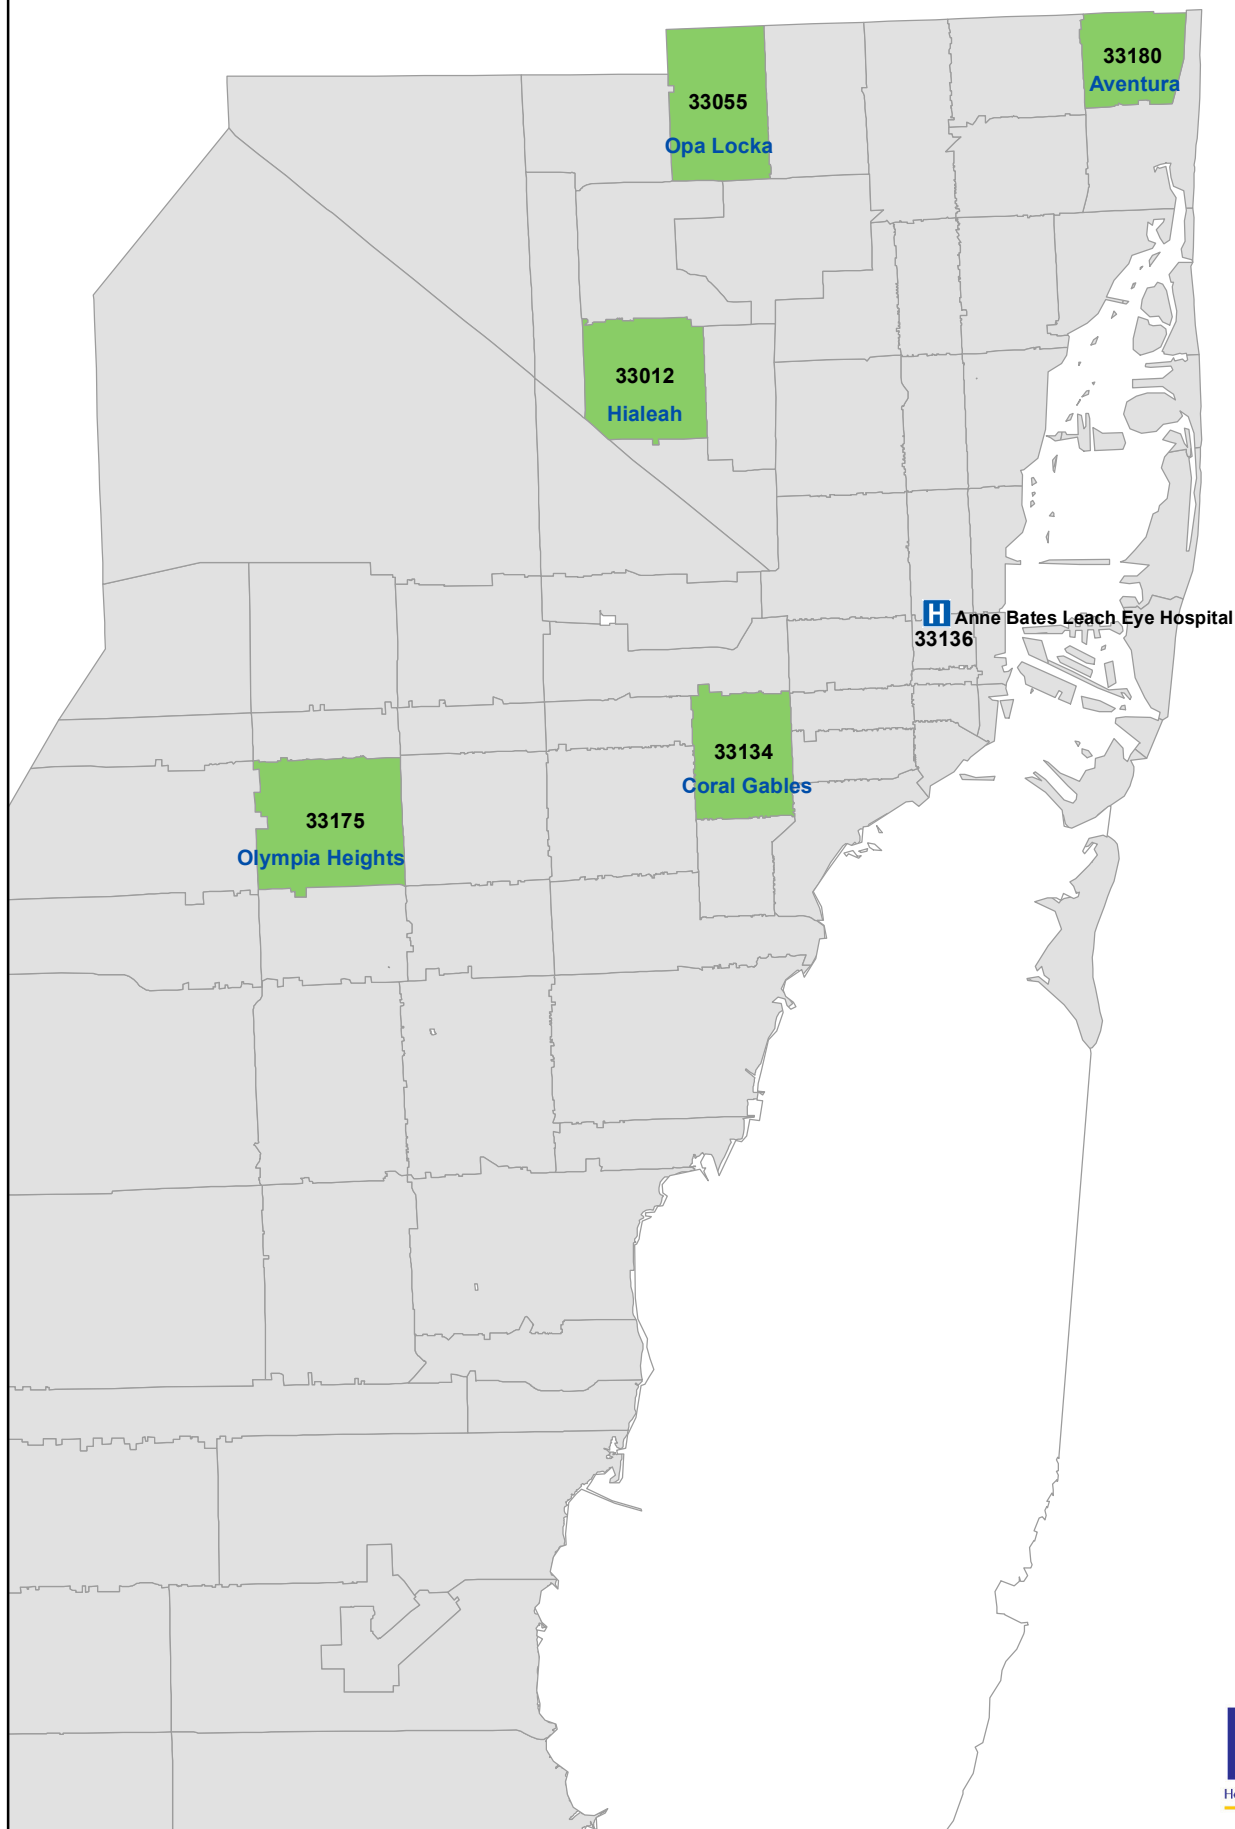 33180
Aventura
33055
Opa Locka
33012
Hialeah
H Anne Bates Leach Eye Hospital
33136
33134
Coral Gables
33175
Olympia Heights